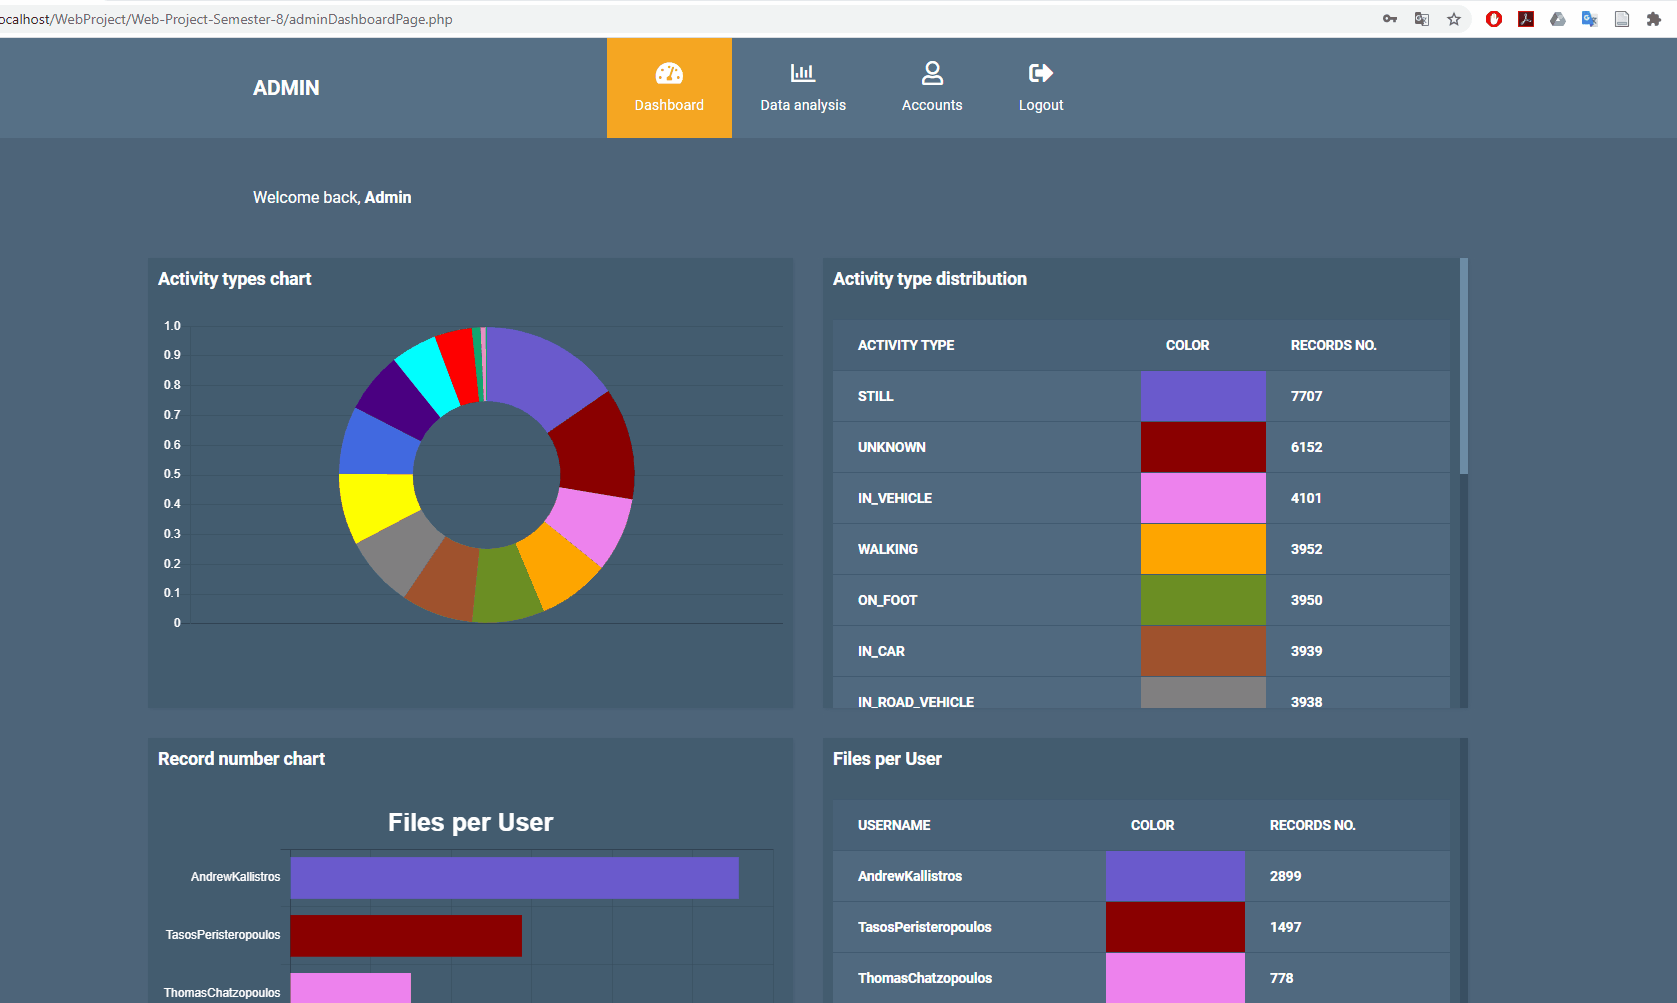 ocalhost/WebProject/Web-Project-Semester-8/adminDashboardPage.php
ADMIN
Dashboard
Data analysis
Accounts
Logout
Welcome back, Admin
Activity types chart
1.0
0.9
0.8
0.7
0.6
0.5
0.4
0.3
0.2
0.1
0
Activity type distribution
ACTIVITY TYPE COLOR RECORDS NO.
STILL 7707
UNKNOWN 6152
IN_VEHICLE 4101
WALKING 3952
ON_FOOT 3950
IN_CAR 3939
IN_ROAD_VEHICLE 3938
Record number chart
Files per User
AndrewKallistros
TasosPeristeropoulos
ThomasChatzopoulos
Files per User
USERNAME COLOR RECORDS NO.
AndrewKallistros 2899
TasosPeristeropoulos 1497
ThomasChatzopoulos 778